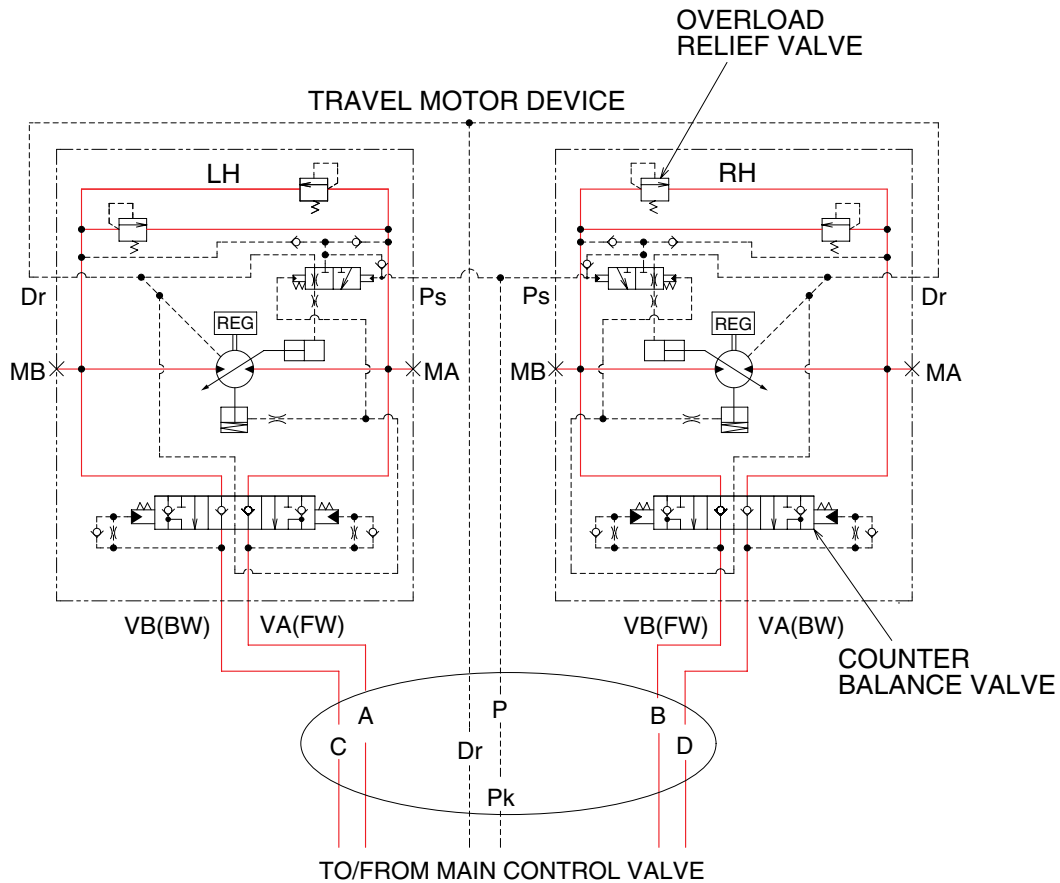 OVERLOAD
RELIEF VALVE
TRAVEL MOTOR DEVICE
LH
RH
Dr
Ps
Ps
Dr
REG
REG
MB
MA
MB
MA
VB(BW)
VA(FW)
VB(FW)
VA(BW)
COUNTER
BALANCE VALVE
A
P
B
C
Dr
D
Pk
TO/FROM MAIN CONTROL VALVE